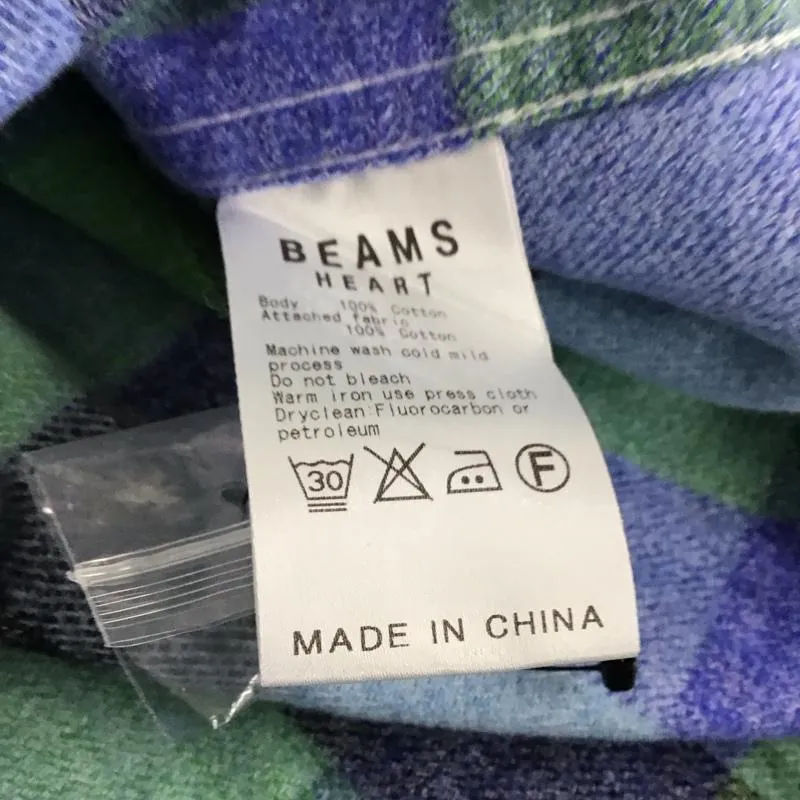 BEAMS
HEART
Body 100% Cotton
Attached fabric
100% Cotton
Machine wash cold mild
process
Do not bleach
Warm iron use press cloth
Dryclean:Fluorocarbon or
petroleum
30 F
MADE IN CHINA